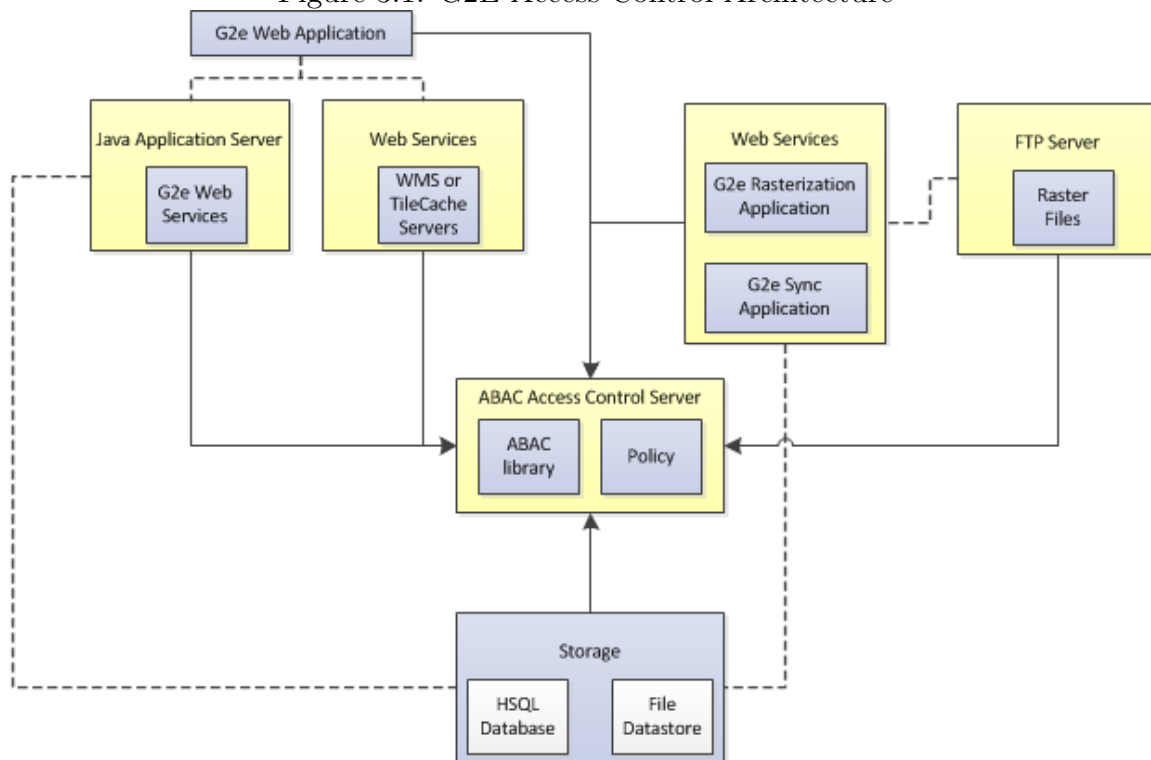 Figure 3.1: G2E Access Control Architecture
G2e Web Application
Java Application Server
G2e Web
Services
Web Services
WMS or
TileCache
Servers
Web Services
G2e Rasterization
Application
G2e Sync
Application
FTP Server
Raster
Files
ABAC Access Control Server
ABAC
library
Policy
Storage
HSQL
Database
File
Datastore